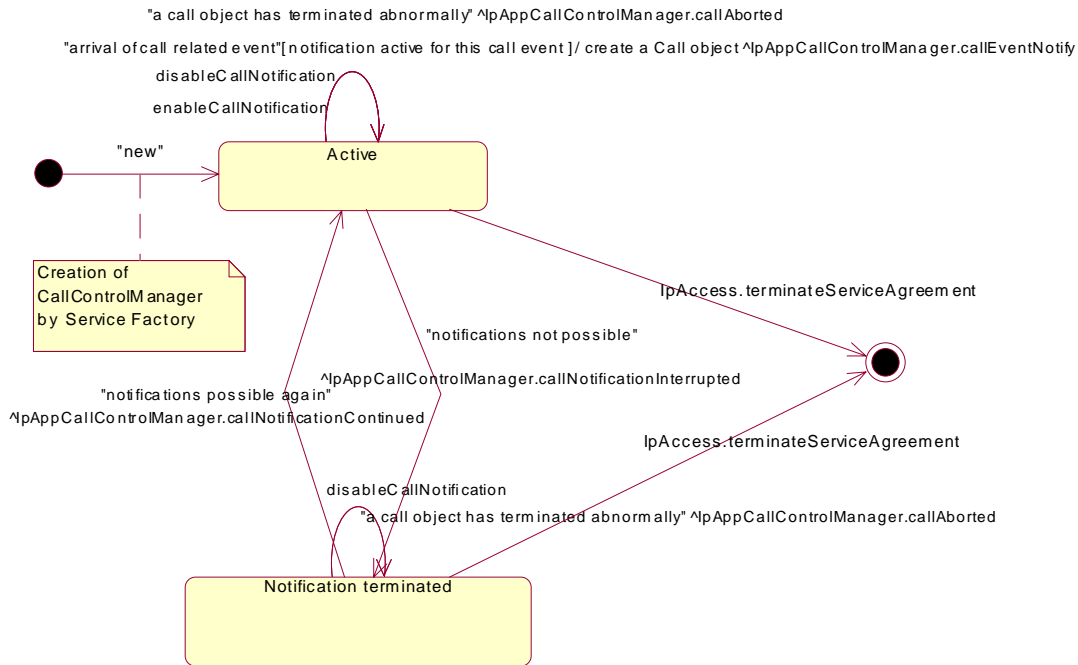 "a call object has terminated abnormally" ^IpAppCallControlManager.callAborted
"arrival of call related event"[ notification active for this call event ] / create a Call object ^IpAppCallControlManager.callEventNotify
disableCallNotification
enableCallNotification
"new"
Active
Creation of
CallControlManager
by Service Factory
IpAccess.terminateServiceAgreement
"notifications not possible"
^IpAppCallControlManager.callNotificationInterrupted
"notifications possible again"
^IpAppCallControlManager.callNotificationContinued
IpAccess.terminateServiceAgreement
disableCallNotification
"a call object has terminated abnormally" ^IpAppCallControlManager.callAborted
Notification terminated